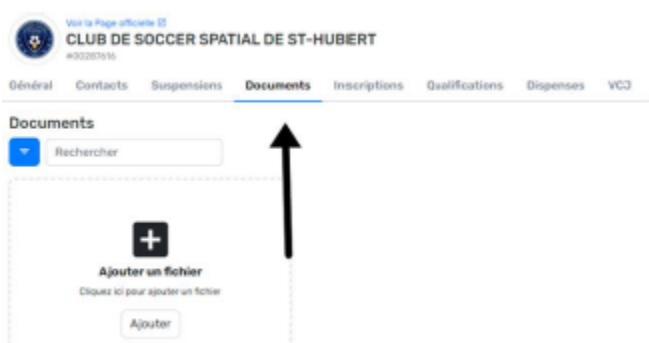 Voir la Page officielle
CLUB DE SOCCER SPATIAL DE ST-HUBERT
#00287616
Général Contacts Suspensions Documents Inscriptions Qualifications Dispenses VCJ
Documents
Rechercher
Ajouter un fichier
Cliquez ici pour ajouter un fichier
Ajouter